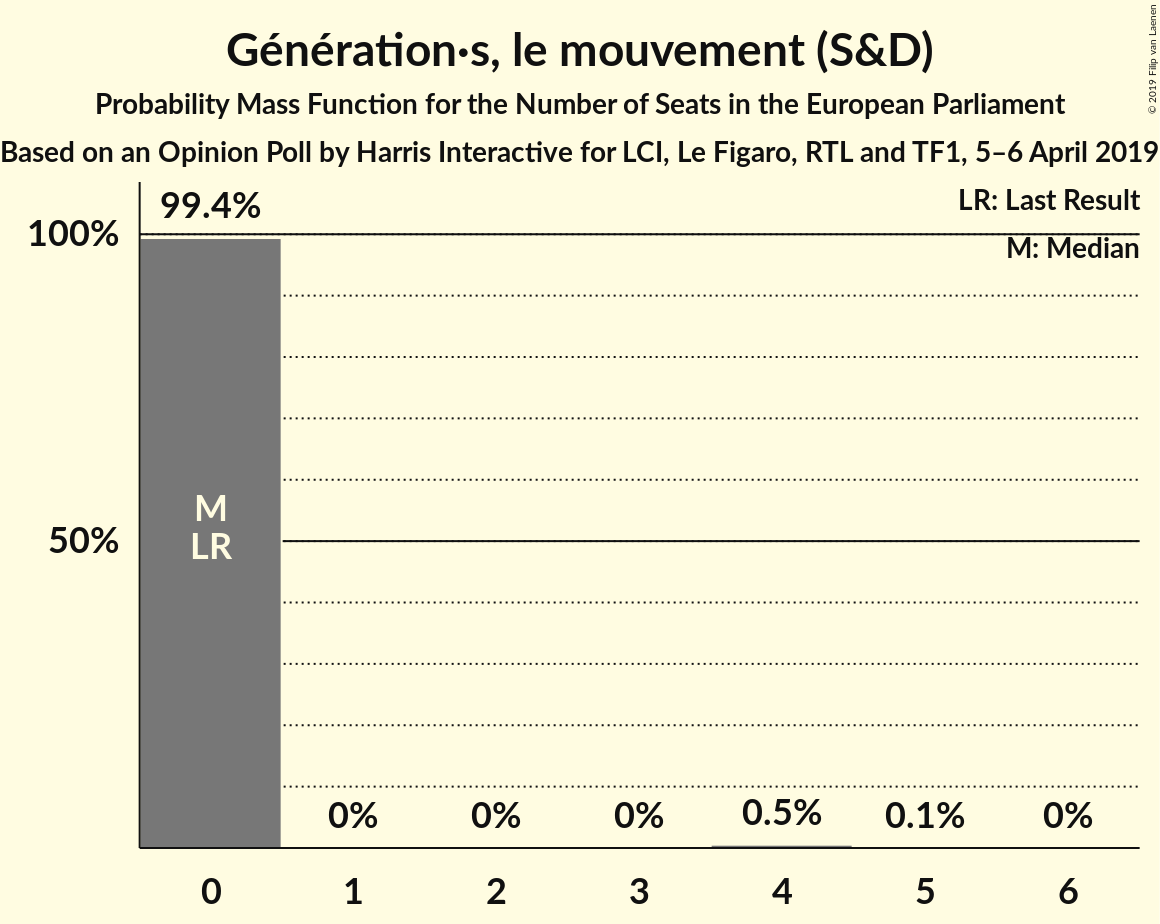 Génération·s, le mouvement (S&D)
Probability Mass Function for the Number of Seats in the European Parliament
Based on an Opinion Poll by Harris Interactive for LCI, Le Figaro, RTL and TF1, 5–6 April 2019
© 2019 Filip van Laenen
LR: Last Result
M: Median
99.4%
100%
M
LR
50%
0% 0% 0% 0.5% 0.1% 0%
0 1 2 3 4 5 6